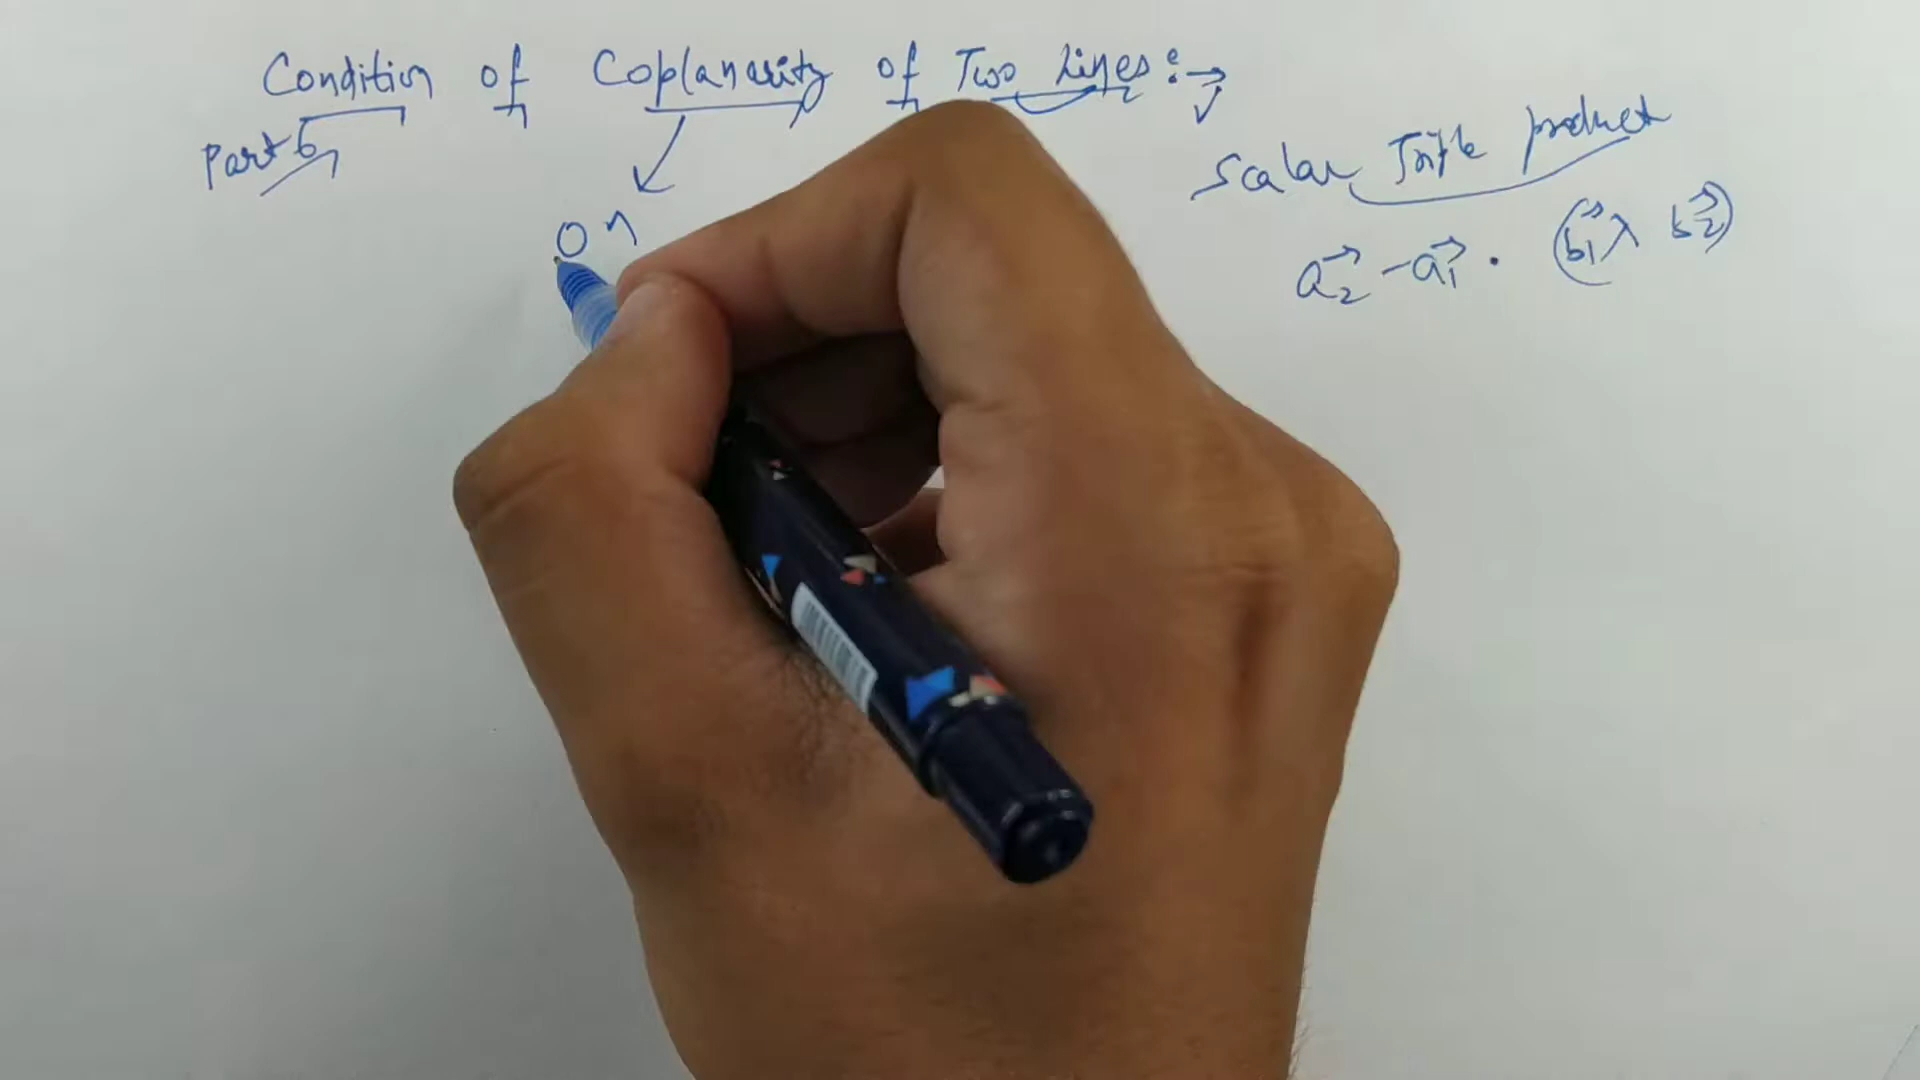 Condition of Coplanarity of Two Lines :→
Part 6
Scalar Triple product
On
a₂⃗ - a₁⃗ . (b₁⃗ × b₂⃗)